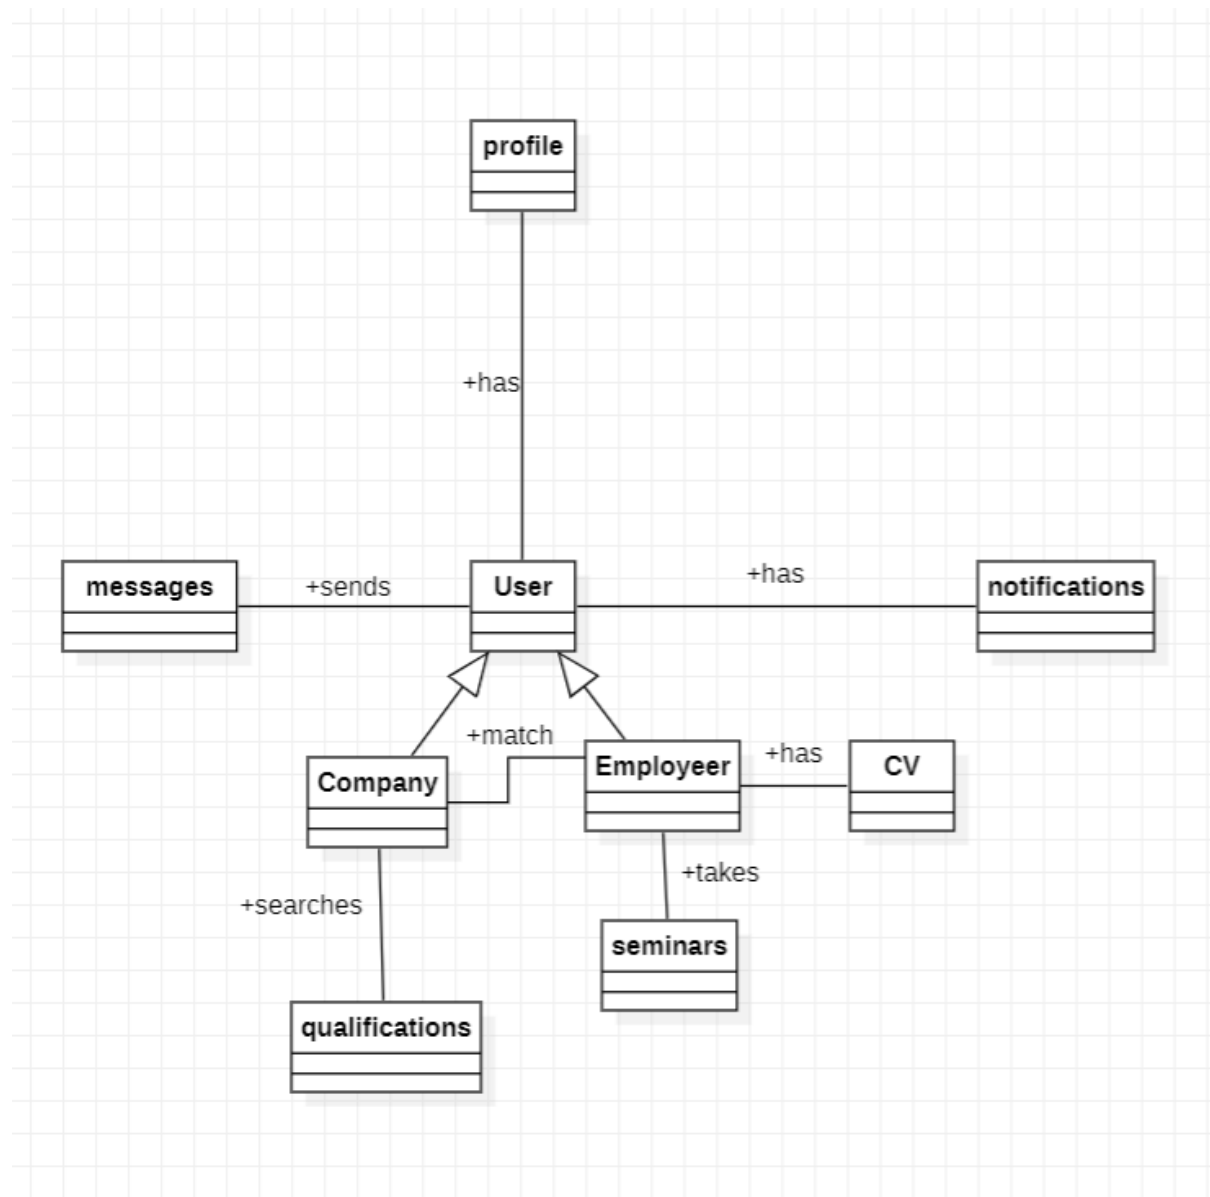 profile
+has
messages
+sends
User
+has
notifications
+match
Company
Employeer
+has
CV
+takes
+searches
seminars
qualifications